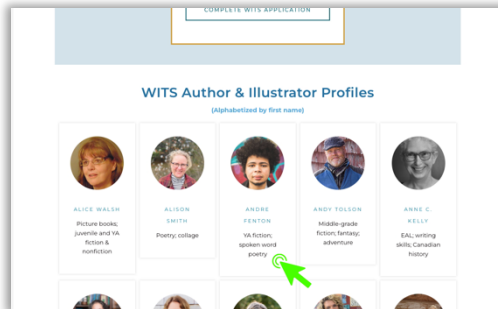 COMPLETE WITS APPLICATION
WITS Author & Illustrator Profiles
(Alphabetized by first name)
ALICE WALSH
Picture books;
juvenile and YA
fiction &
nonfiction
ALISON
SMITH
Poetry; collage
ANDRE
FENTON
YA fiction;
spoken word
poetry
ANDY TOLSON
Middle-grade
fiction; fantasy;
adventure
ANNE C.
KELLY
EAL; writing
skills; Canadian
history